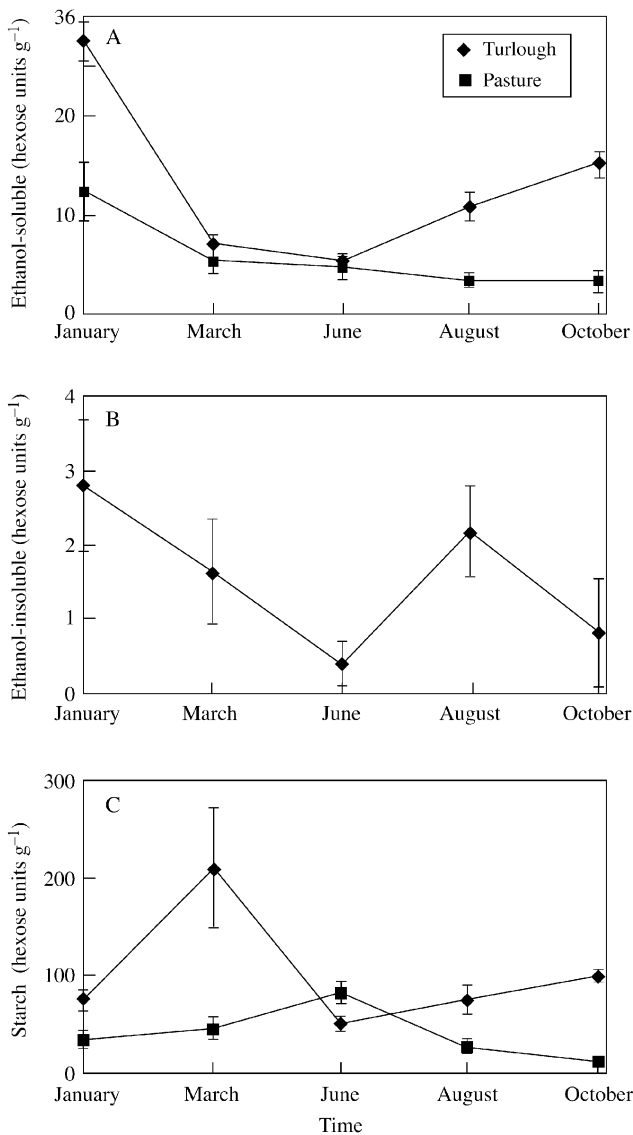 36
A
Turlough
Pasture
20
10
0
Ethanol-soluble (hexose units g⁻¹)
January March June August October
4
B
3
2
1
0
Ethanol-insoluble (hexose units g⁻¹)
January March June August October
300
C
200
100
0
Starch (hexose units g⁻¹)
January March June August October
Time